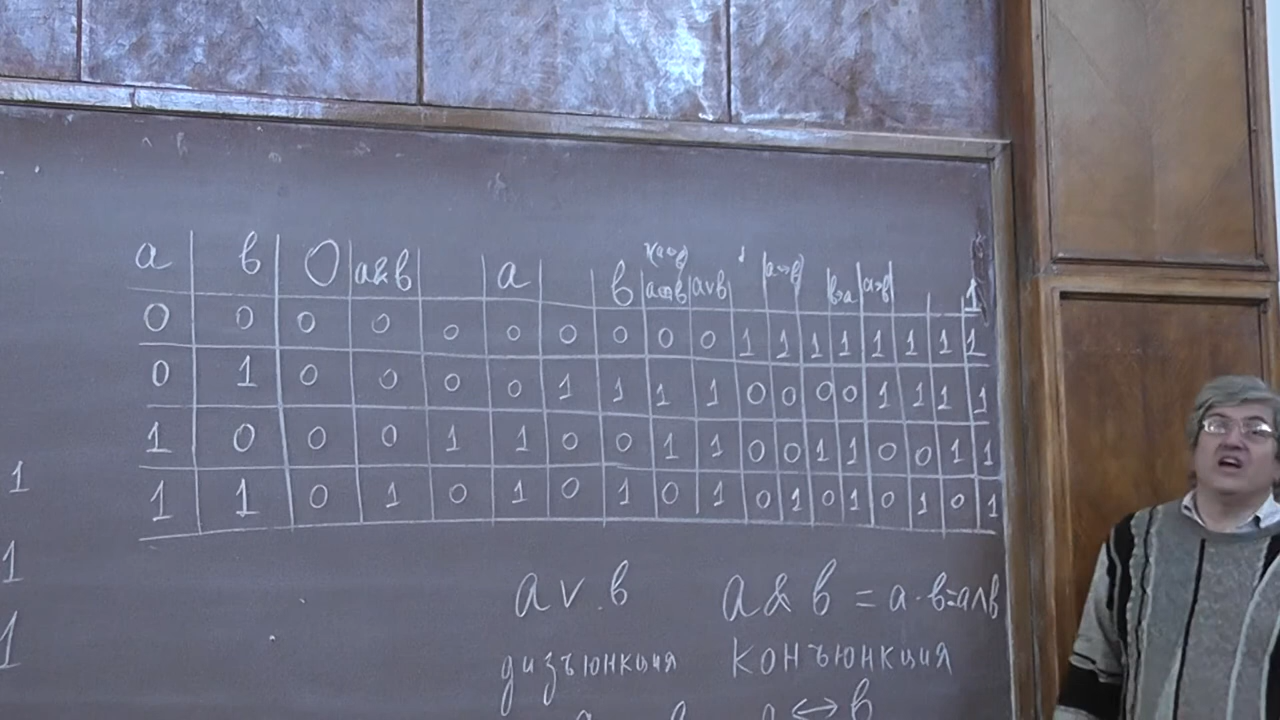 a в 0 a&в a в a∨в a↔в в→a a→в 1
0 0 0 0 0 0 0 0 0 0 1 1 1 1 1 1 1 1
0 1 0 0 0 0 1 1 1 1 0 0 0 0 1 1 1 1
1 0 0 0 1 1 0 0 1 1 0 0 1 1 0 0 1 1
1 1 0 1 0 1 0 1 0 1 0 1 0 1 0 1 0 1
1
1
1
a ∨ в a & в = a · в = a∧в
дизъюнкция конъюнкция
↔ в